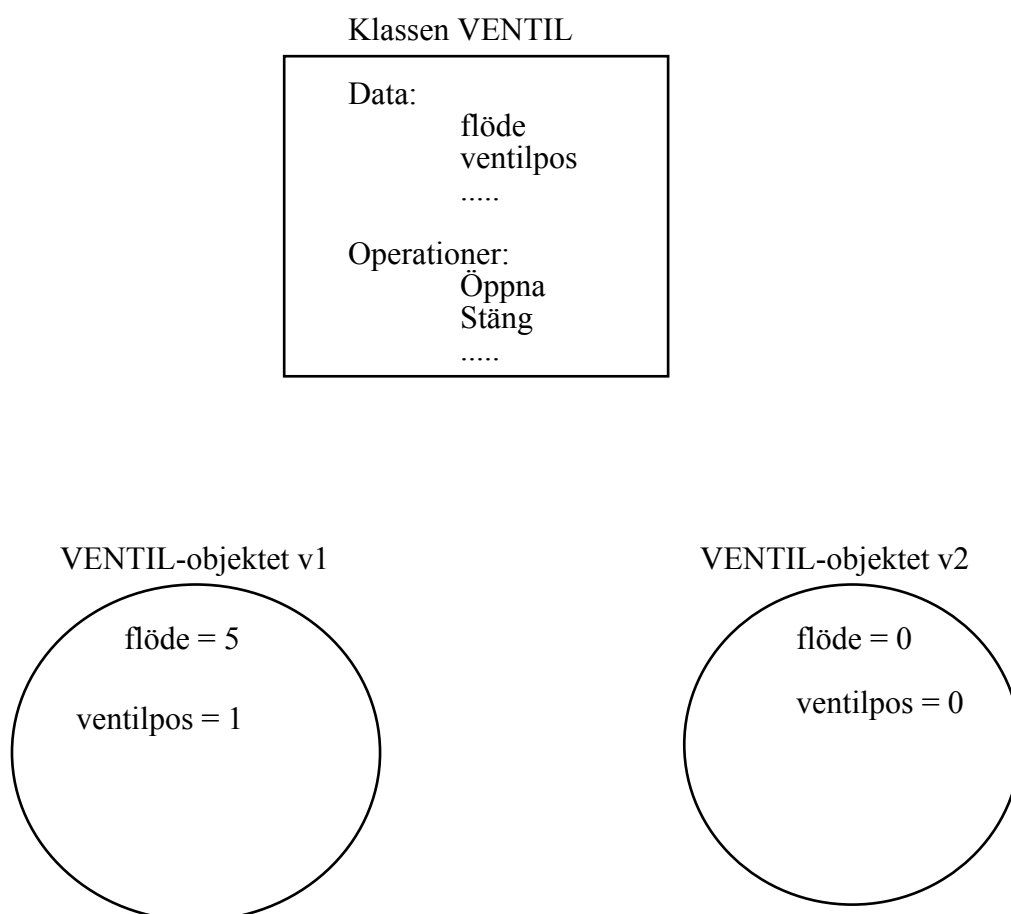 Klassen VENTIL
Data:
flöde
ventilpos
.....
Operationer:
Öppna
Stäng
.....
VENTIL-objektet v1
flöde = 5
ventilpos = 1
VENTIL-objektet v2
flöde = 0
ventilpos = 0